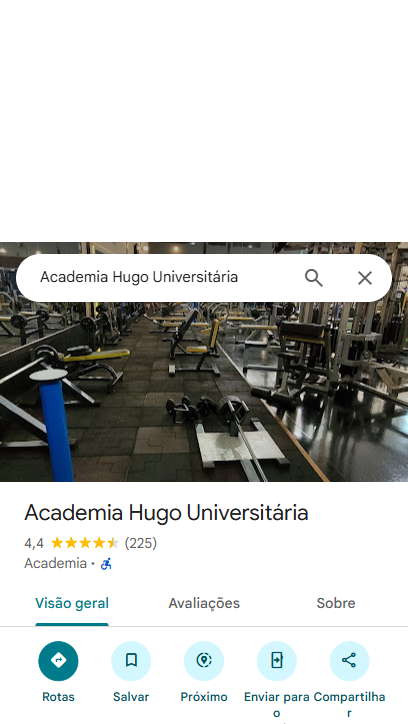 Academia Hugo Universitária
Academia Hugo Universitária
4,4 (225)
Academia ·
Visão geral Avaliações Sobre
Rotas Salvar Próximo Enviar para o Compartilhar